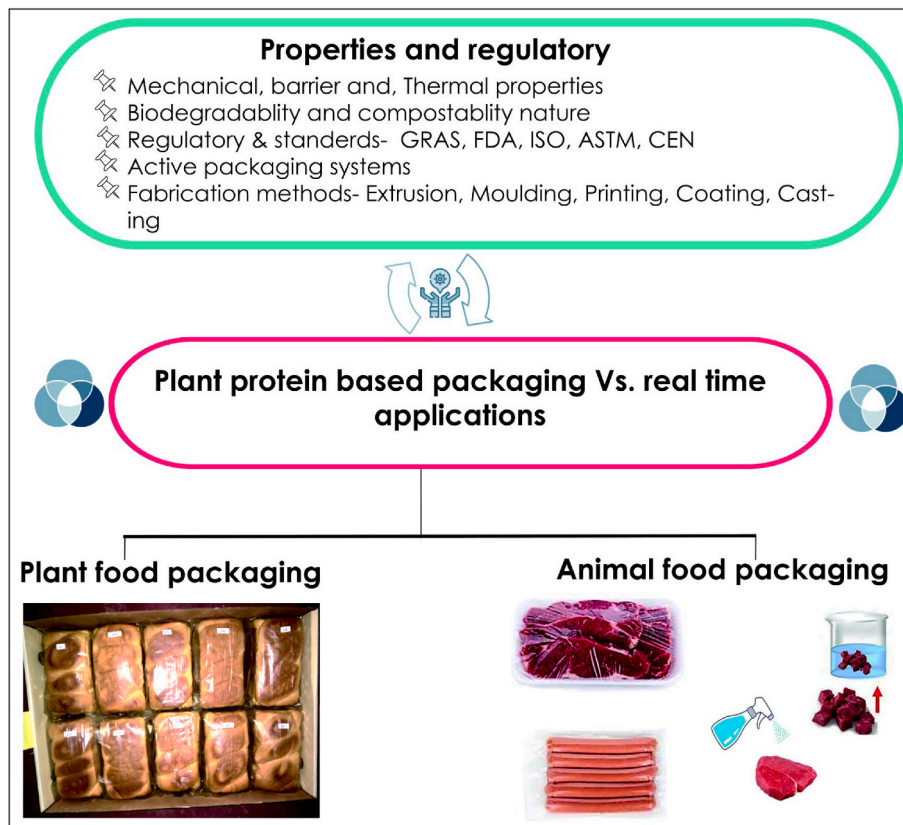 Properties and regulatory
Mechanical, barrier and, Thermal properties
Biodegradablity and compostablity nature
Regulatory & standerds- GRAS, FDA, ISO, ASTM, CEN
Active packaging systems
Fabrication methods- Extrusion, Moulding, Printing, Coating, Cast-
ing
Plant protein based packaging Vs. real time
applications
Plant food packaging
Animal food packaging